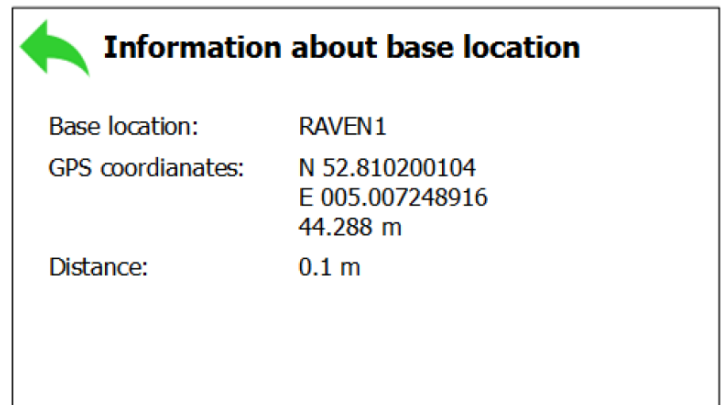 Information about base location
Base location: RAVEN1
GPS coordianates: N 52.810200104
E 005.007248916
44.288 m
Distance: 0.1 m